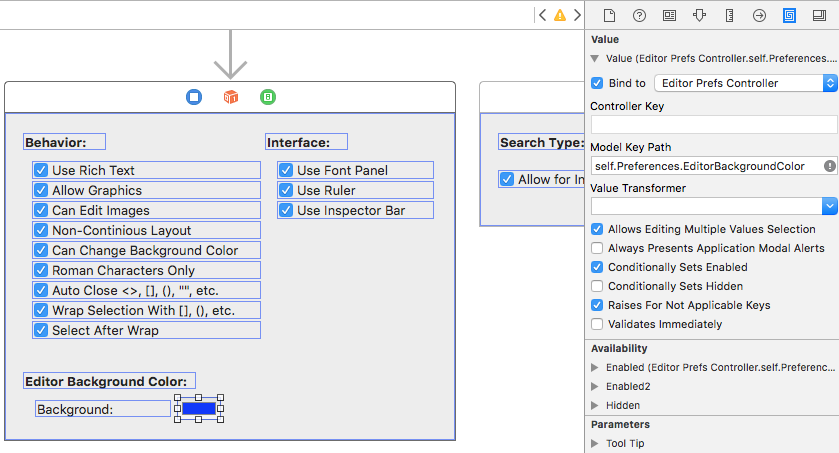 Behavior:
Use Rich Text
Allow Graphics
Can Edit Images
Non-Continious Layout
Can Change Background Color
Roman Characters Only
Auto Close <>, [], (), "", etc.
Wrap Selection With [], (), etc.
Select After Wrap
Interface:
Use Font Panel
Use Ruler
Use Inspector Bar
Editor Background Color:
Background:
Search Type:
Allow for In
Value
Value (Editor Prefs Controller.self.Preferences....
Bind to
Editor Prefs Controller
Controller Key
Model Key Path
self.Preferences.EditorBackgroundColor
Value Transformer
Allows Editing Multiple Values Selection
Always Presents Application Modal Alerts
Conditionally Sets Enabled
Conditionally Sets Hidden
Raises For Not Applicable Keys
Validates Immediately
Availability
Enabled (Editor Prefs Controller.self.Preferenc...
Enabled2
Hidden
Parameters
Tool Tip